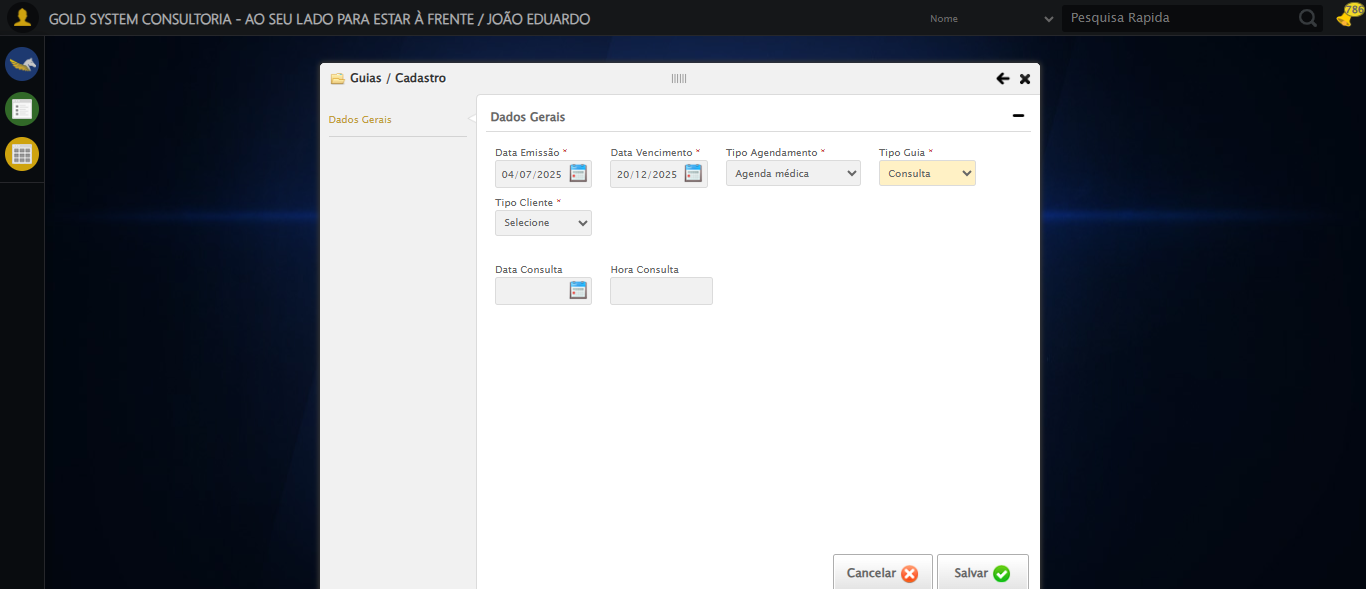 GOLD SYSTEM CONSULTORIA - AO SEU LADO PARA ESTAR À FRENTE / JOÃO EDUARDO
Nome
Pesquisa Rapida
786
Guias / Cadastro
Dados Gerais
Dados Gerais
Data Emissão * Data Vencimento * Tipo Agendamento * Tipo Guia *
04/07/2025 20/12/2025 Agenda médica Consulta
Tipo Cliente *
Selecione
Data Consulta Hora Consulta
Cancelar Salvar